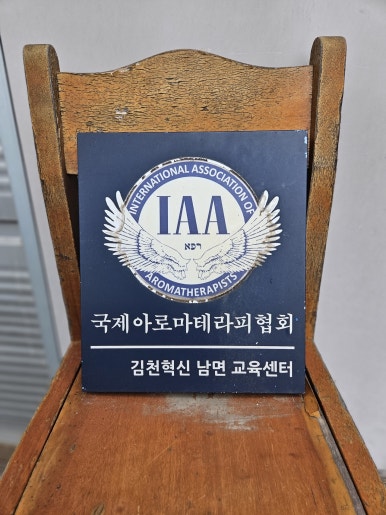 INTERNATIONAL ASSOCIATION OF
IAA
רפא
AROMATHERAPISTS
국제아로마테라피협회
김천혁신 남면 교육센터